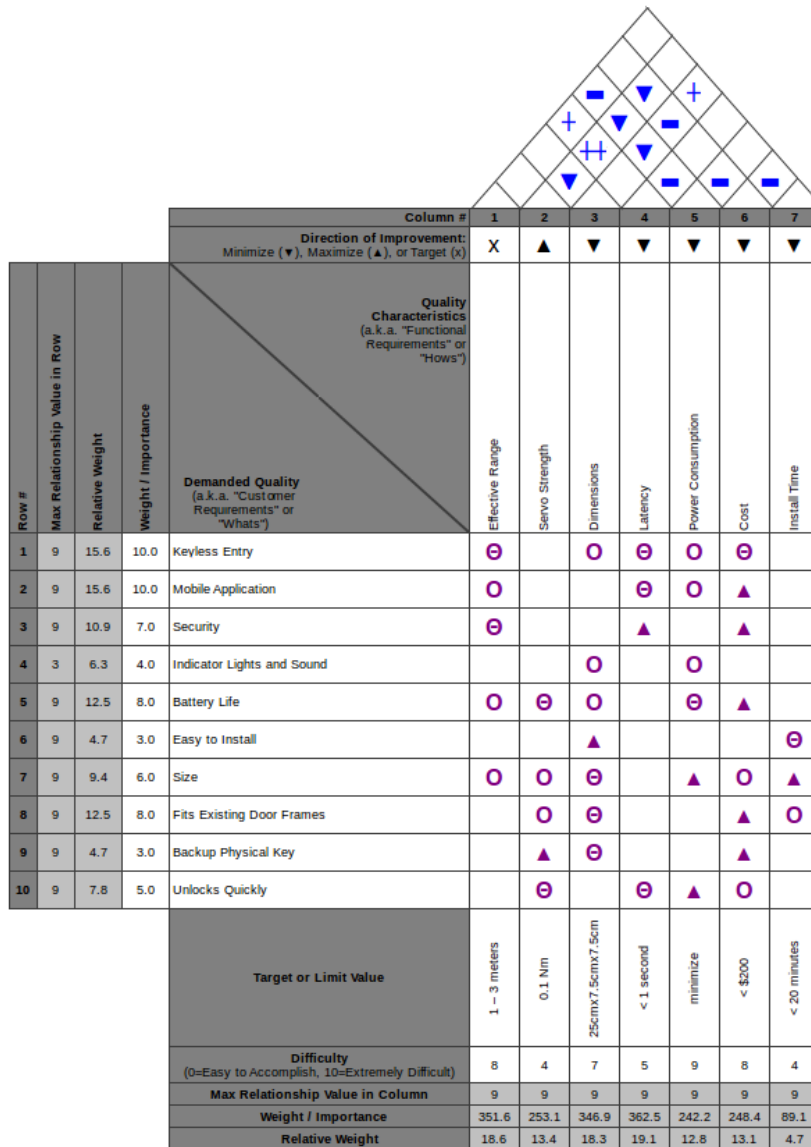 Column # 1 2 3 4 5 6 7
Direction of Improvement:
Minimize (▼), Maximize (▲), or Target (x) X ▲ ▼ ▼ ▼ ▼ ▼
Quality
Characteristics
(a.k.a. "Functional
Requirements" or
"Hows")
Row #
Max Relationship Value in Row
Relative Weight
Weight / Importance
Demanded Quality
(a.k.a. "Customer
Requirements" or
"Whats")
Effective Range
Servo Strength
Dimensions
Latency
Power Consumption
Cost
Install Time
1 9 15.6 10.0 Keyless Entry Θ Ο Θ Ο Θ
2 9 15.6 10.0 Mobile Application Ο Θ Ο ▲
3 9 10.9 7.0 Security Θ ▲ ▲
4 3 6.3 4.0 Indicator Lights and Sound Ο Ο
5 9 12.5 8.0 Battery Life Ο Θ Ο Θ ▲
6 9 4.7 3.0 Easy to Install ▲ Θ
7 9 9.4 6.0 Size Ο Ο Θ ▲ Ο ▲
8 9 12.5 8.0 Fits Existing Door Frames Ο Θ ▲ Ο
9 9 4.7 3.0 Backup Physical Key ▲ Θ ▲
10 9 7.8 5.0 Unlocks Quickly Θ Θ ▲ Ο
Target or Limit Value
1 – 3 meters
0.1 Nm
25cmx7.5cmx7.5cm
< 1 second
minimize
< $200
< 20 minutes
Difficulty
(0=Easy to Accomplish, 10=Extremely Difficult) 8 4 7 5 9 8 4
Max Relationship Value in Column 9 9 9 9 9 9 9
Weight / Importance 351.6 253.1 346.9 362.5 242.2 248.4 89.1
Relative Weight 18.6 13.4 18.3 19.1 12.8 13.1 4.7